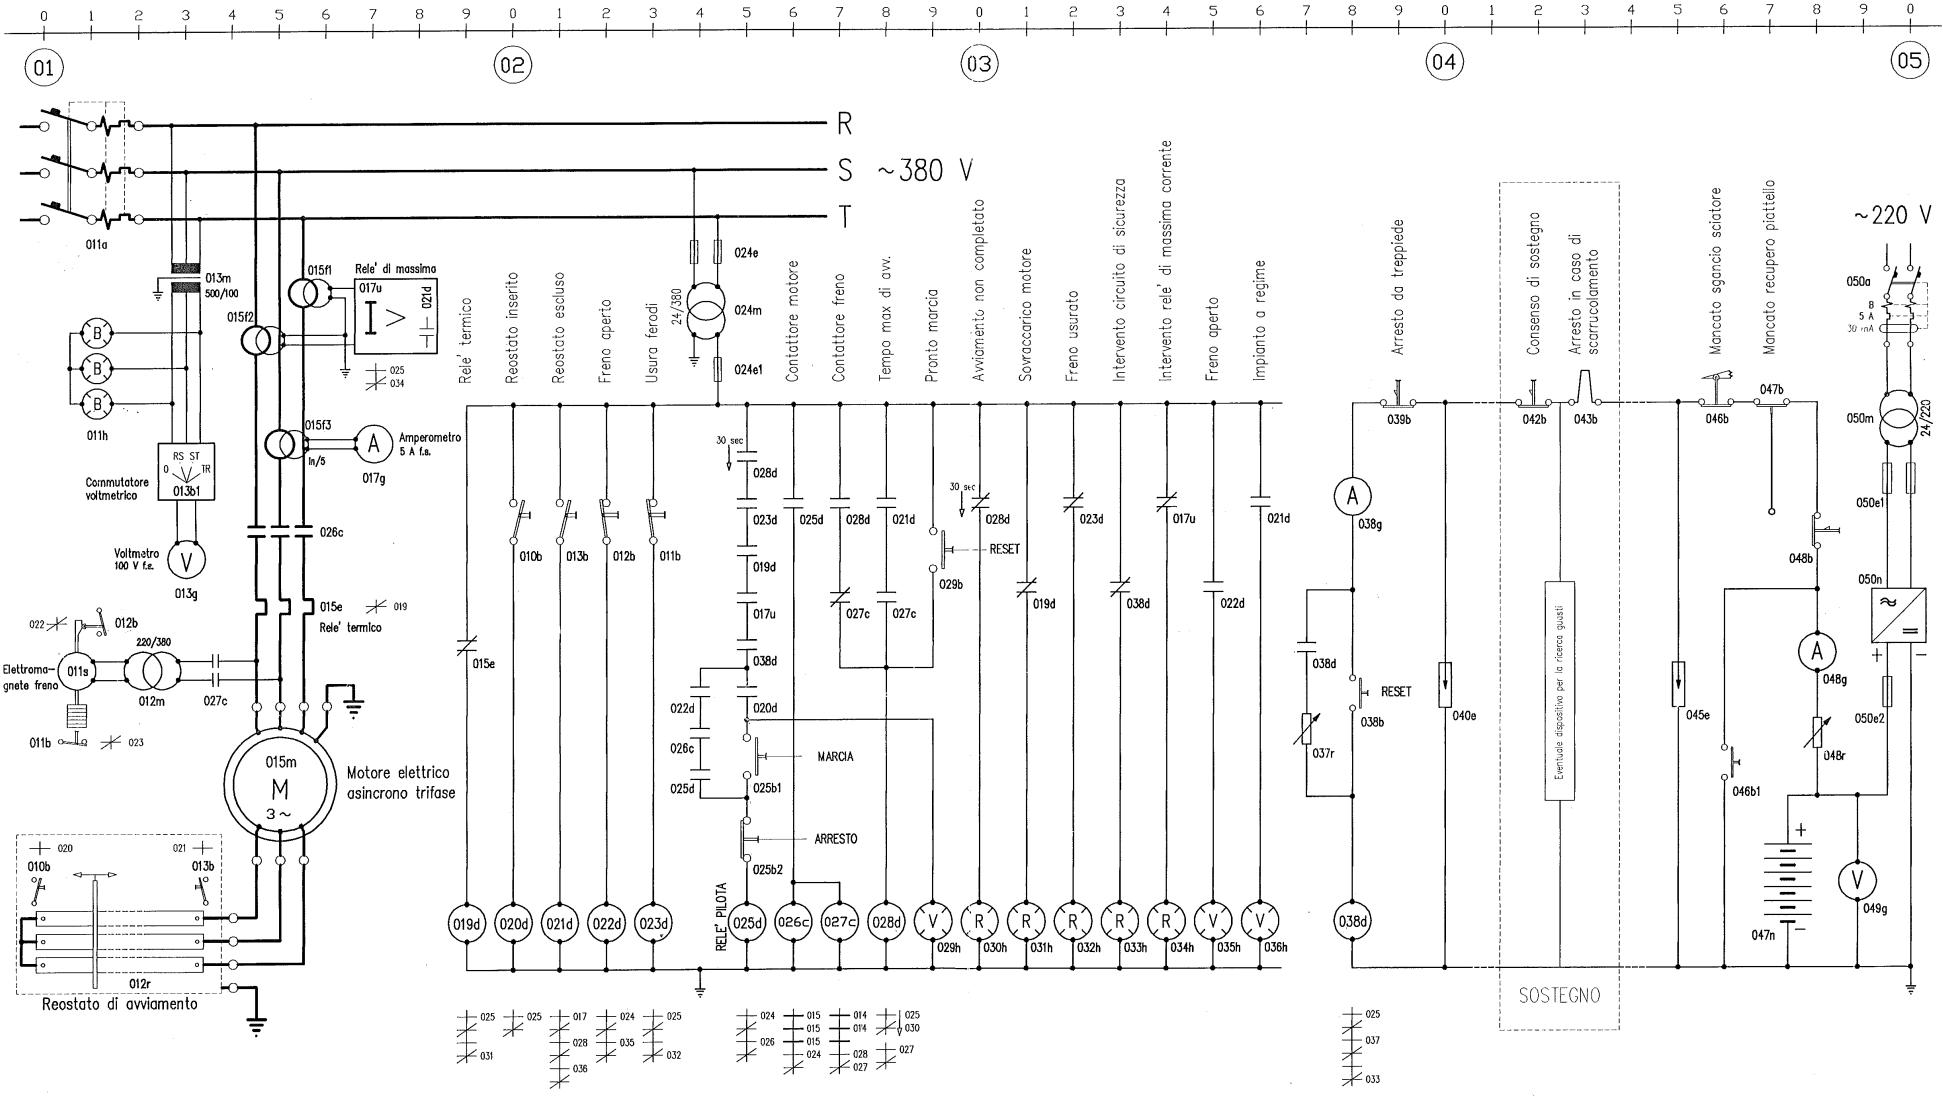 0 1 2 3 4 5 6 7 8 9 0 1 2 3 4 5 6 7 8 9 0 1 2 3 4 5 6 7 8 9 0 1 2 3 4 5 6 7 8 9 0
01 02 03 04 05
R
S ~380 V
T
~220 V
011a
013m
500/100
B
B
B
011h
RS ST
0 TR
013b1
Commutatore
voltmetrico
Voltmetro
100 V f.s.
V
013g
015f1
015f2
Rele' di massima
017u
I >
021d
025
034
015f3
In/5
A
Amperometro
5 A f.s.
017g
026c
015e
019
Rele' termico
022
012b
220/380
Elettroma-
gnete freno
011s
012m
027c
011b
023
015m
M
3~
Motore elettrico
asincrono trifase
020
021
010b
013b
012r
Reostato di avviamento
Rele' termico
Reostato inserito
Reostato escluso
Freno aperto
Usura ferodi
24/380
024e
024m
024e1
Contattore motore
Contattore freno
Tempo max di avv.
Pronto marcia
Avviamento non completato
Sovraccarico motore
Freno usurato
Intervento circuito di sicurezza
Intervento rele' di massima corrente
Freno aperto
Impianto a regime
Arresto da treppiede
Consenso di sostegno
Arresto in caso di
scarrucolamento
Mancato sgancio sciatore
Mancato recupero piattello
015e
010b
013b
012b
011b
30 sec
028d
023d
019d
017u
038d
022d
020d
026c
025d
MARCIA
025b1
ARRESTO
025b2
RELE' PILOTA
025d
028d
027c
021d
027c
RESET
029b
30 sec
028d
019d
023d
038d
017u
022d
021d
019d
020d
021d
022d
023d
025d
026c
027c
028d
V
029h
R
030h
R
031h
R
032h
R
033h
R
034h
V
035h
V
036h
025
031
025
017
028
036
024
035
025
032
024
026
015
015
015
024
014
014
028
027
025
030
027
039b
A
038g
038d
037r
RESET
038b
038d
025
037
033
040e
042b
043b
Eventuale dispositivo per la ricerca guasti
SOSTEGNO
045e
046b
047b
048b
046b1
A
048g
048r
+
−
047n
V
049g
050a
B
5 A
30 mA
050m
24/220
050e1
050n
+ −
050e2